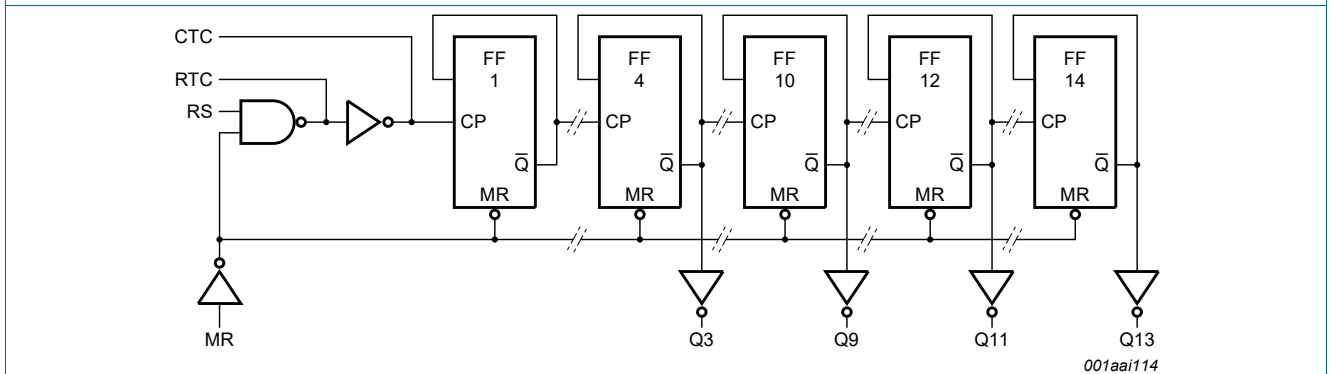 CTC
RTC
RS
FF
1
CP
Q̅
MR
FF
4
CP
Q̅
MR
FF
10
CP
Q̅
MR
FF
12
CP
Q̅
MR
FF
14
CP
Q̅
MR
MR
Q3
Q9
Q11
Q13
001aai114